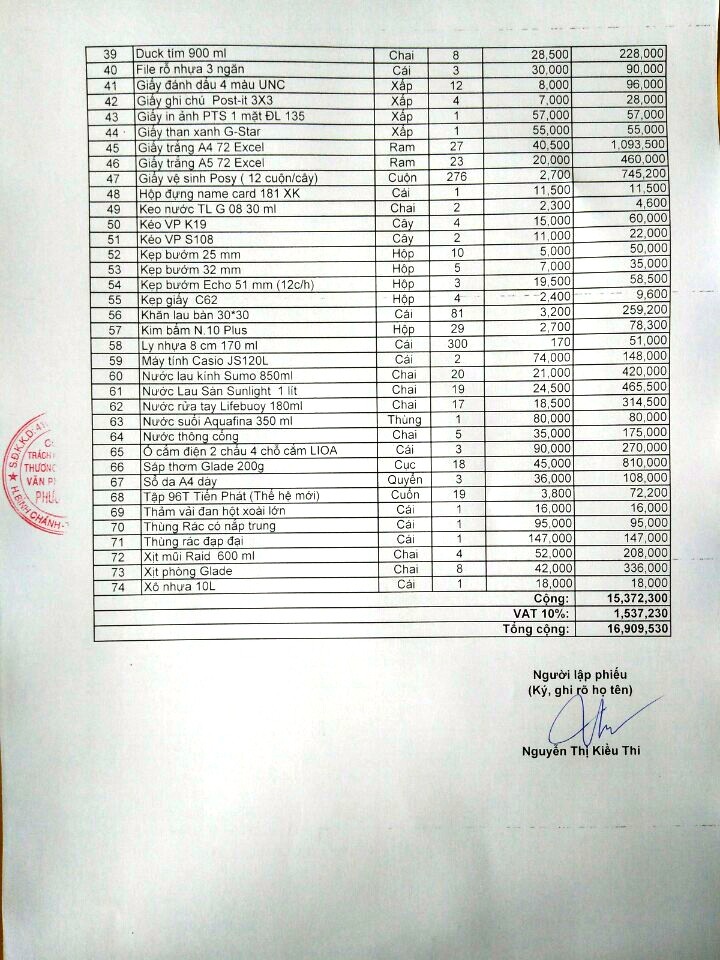 39 Duck tím 900 ml Chai 8 28,500 228,000
40 File rổ nhựa 3 ngăn Cái 3 30,000 90,000
41 Giấy đánh dấu 4 màu UNC Xấp 12 8,000 96,000
42 Giấy ghi chú Post-it 3X3 Xấp 4 7,000 28,000
43 Giấy in ảnh PTS 1 mặt ĐL 135 Xấp 1 57,000 57,000
44 Giấy than xanh G-Star Xấp 1 55,000 55,000
45 Giấy trắng A4 72 Excel Ram 27 40,500 1,093,500
46 Giấy trắng A5 72 Excel Ram 23 20,000 460,000
47 Giấy vệ sinh Posy ( 12 cuộn/cây) Cuộn 276 2,700 745,200
48 Hộp đựng name card 181 XK Cái 1 11,500 11,500
49 Keo nước TL G 08 30 ml Chai 2 2,300 4,600
50 Kéo VP K19 Cây 4 15,000 60,000
51 Kéo VP S108 Cây 2 11,000 22,000
52 Kẹp bướm 25 mm Hộp 10 5,000 50,000
53 Kẹp bướm 32 mm Hộp 5 7,000 35,000
54 Kẹp bướm Echo 51 mm (12c/h) Hộp 3 19,500 58,500
55 Kẹp giấy C62 Hộp 4 2,400 9,600
56 Khăn lau bàn 30*30 Cái 81 3,200 259,200
57 Kim bấm N.10 Plus Hộp 29 2,700 78,300
58 Ly nhựa 8 cm 170 ml Cái 300 170 51,000
59 Máy tính Casio JS120L Cái 2 74,000 148,000
60 Nước lau kính Sumo 850ml Chai 20 21,000 420,000
61 Nước Lau Sàn Sunlight 1 lít Chai 19 24,500 465,500
62 Nước rửa tay Lifebuoy 180ml Chai 17 18,500 314,500
63 Nước suối Aquafina 350 ml Thùng 1 80,000 80,000
64 Nước thông cống Chai 5 35,000 175,000
65 Ổ cắm điện 2 chấu 4 chỗ cắm LIOA Cái 3 90,000 270,000
66 Sáp thơm Glade 200g Cục 18 45,000 810,000
67 Sổ da A4 dày Quyển 3 36,000 108,000
68 Tập 96T Tiến Phát (Thế hệ mới) Cuốn 19 3,800 72,200
69 Thảm vải đan hột xoài lớn Cái 1 16,000 16,000
70 Thùng Rác có nắp trung Cái 1 95,000 95,000
71 Thùng rác đạp đại Cái 1 147,000 147,000
72 Xịt mũi Raid 600 ml Chai 4 52,000 208,000
73 Xịt phòng Glade Chai 8 42,000 336,000
74 Xô nhựa 10L Cái 1 18,000 18,000
Cộng: 15,372,300
VAT 10%: 1,537,230
Tổng cộng: 16,909,530
S.Đ.K.K.D:41
TRÁCH
THƯƠNG
VĂN P
H.BÌNH CHÁNH
Người lập phiếu
(Ký, ghi rõ họ tên)
Nguyễn Thị Kiều Thi